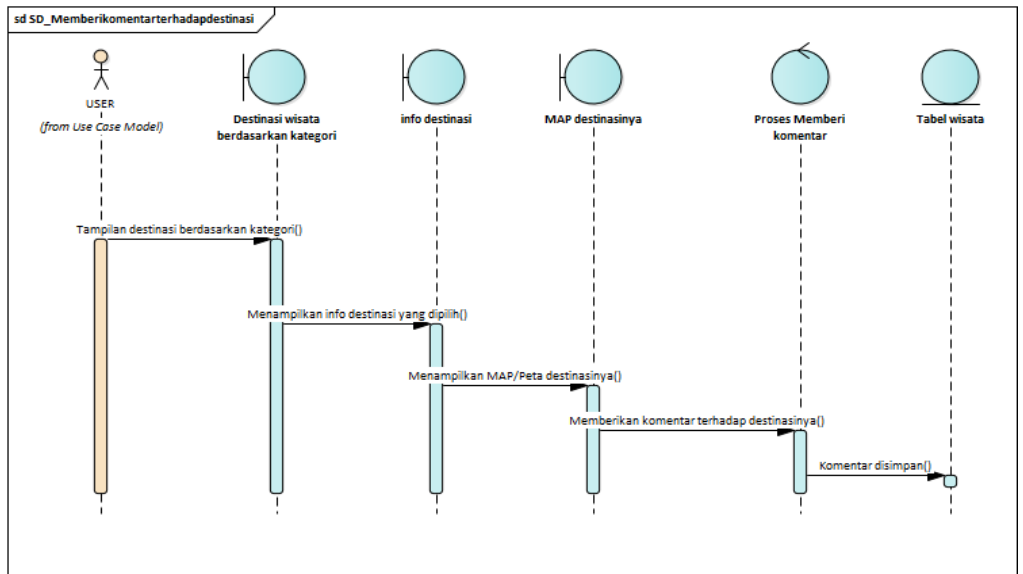 sd SD_Memberikomentarterhadapdestinasi
USER
(from Use Case Model)
Destinasi wisata
berdasarkan kategori
info destinasi
MAP destinasinya
Proses Memberi
komentar
Tabel wisata
Tampilan destinasi berdasarkan kategori()
Menampilkan info destinasi yang dipilih()
Menampilkan MAP/Peta destinasinya()
Memberikan komentar terhadap destinasinya()
Komentar disimpan()